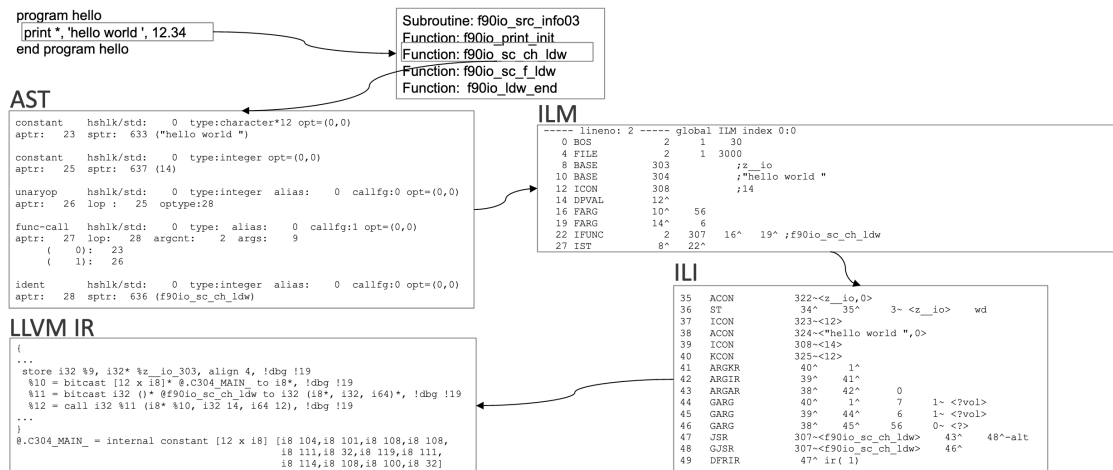 program hello
print *, 'hello world ', 12.34
end program hello
Subroutine: f90io_src_info03
Function: f90io_print_init
Function: f90io_sc_ch_ldw
Function: f90io_sc_f_ldw
Function: f90io_ldw_end
AST
constant hshlk/std: 0 type:character*12 opt=(0,0)
aptr: 23 sptr: 633 ("hello world ")
constant hshlk/std: 0 type:integer opt=(0,0)
aptr: 25 sptr: 637 (14)
unaryop hshlk/std: 0 type:integer alias: 0 callfg:0 opt=(0,0)
aptr: 26 lop : 25 optype:28
func-call hshlk/std: 0 type: alias: 0 callfg:1 opt=(0,0)
aptr: 27 lop: 28 argcnt: 2 args: 9
( 0): 23
( 1): 26
ident hshlk/std: 0 type:integer alias: 0 callfg:0 opt=(0,0)
aptr: 28 sptr: 636 (f90io_sc_ch_ldw)
ILM
----- lineno: 2 ----- global ILM index 0:0
0 BOS 2 1 30
4 FILE 2 1 3000
8 BASE 303 ;z__io
10 BASE 304 ;"hello world "
12 ICON 308 ;14
14 DPVAL 12^
16 FARG 10^ 56
19 FARG 14^ 6
22 IFUNC 2 307 16^ 19^ ;f90io_sc_ch_ldw
27 IST 8^ 22^
ILI
35 ACON 322~<z__io,0>
36 ST 34^ 35^ 3~ <z__io> wd
37 ICON 323~<12>
38 ACON 324~<"hello world ",0>
39 ICON 308~<14>
40 KCON 325~<12>
41 ARGKR 40^ 1^
42 ARGIR 39^ 41^
43 ARGAR 38^ 42^ 0
44 GARG 40^ 1^ 7 1~ <?vol>
45 GARG 39^ 44^ 6 1~ <?vol>
46 GARG 38^ 45^ 56 0~ <?>
47 JSR 307~<f90io_sc_ch_ldw> 43^ 48^-alt
48 GJSR 307~<f90io_sc_ch_ldw> 46^
49 DFRIR 47^ ir( 1)
LLVM IR
{
...
store i32 %9, i32* %z__io_303, align 4, !dbg !19
%10 = bitcast [12 x i8]* @.C304_MAIN_ to i8*, !dbg !19
%11 = bitcast i32 ()* @f90io_sc_ch_ldw to i32 (i8*, i32, i64)*, !dbg !19
%12 = call i32 %11 (i8* %10, i32 14, i64 12), !dbg !19
...
}
@.C304_MAIN_ = internal constant [12 x i8] [i8 104,i8 101,i8 108,i8 108,
i8 111,i8 32,i8 119,i8 111,
i8 114,i8 108,i8 100,i8 32]